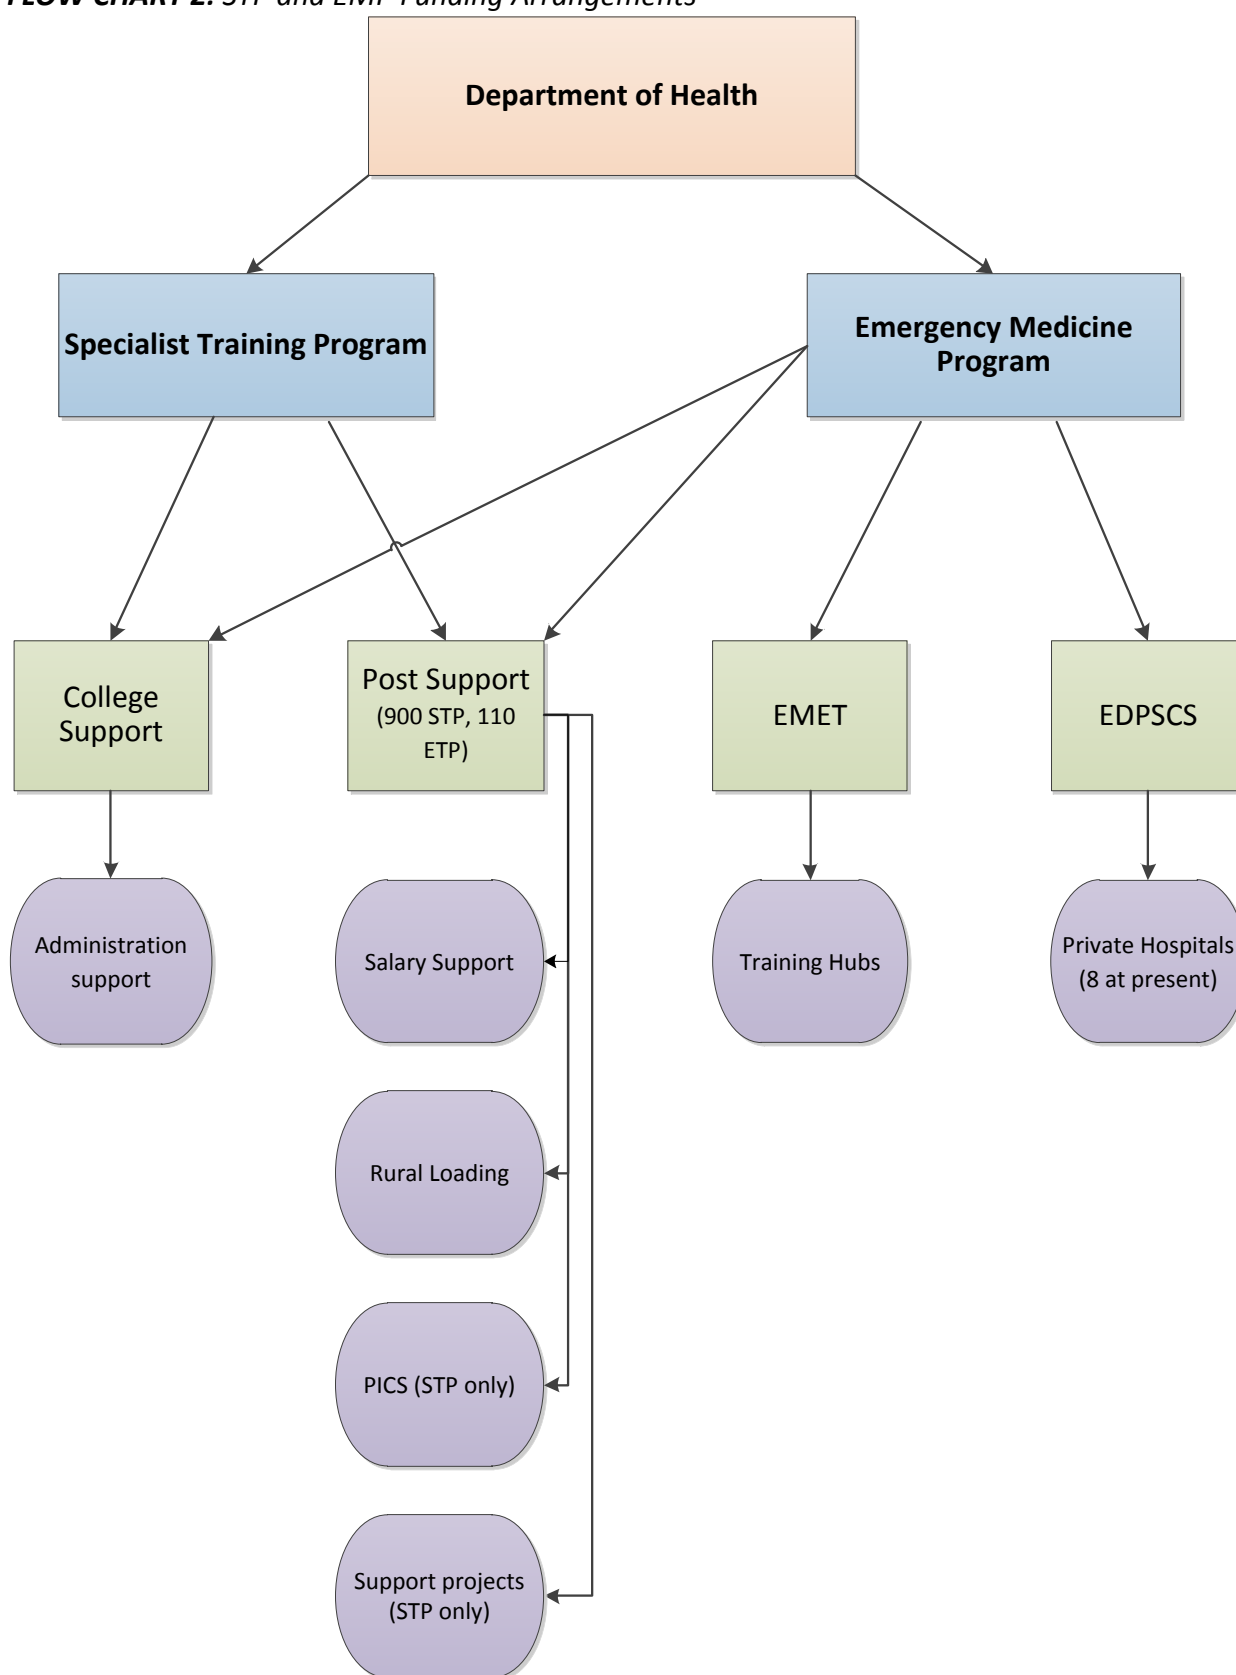 FLOW CHART 2: STP and EMP Funding Arrangements
Department of Health
Specialist Training Program
Emergency Medicine
Program
College
Support
Post Support
(900 STP, 110
ETP)
EMET
EDPSCS
Administration
support
Salary Support
Training Hubs
Private Hospitals
(8 at present)
Rural Loading
PICS (STP only)
Support projects
(STP only)